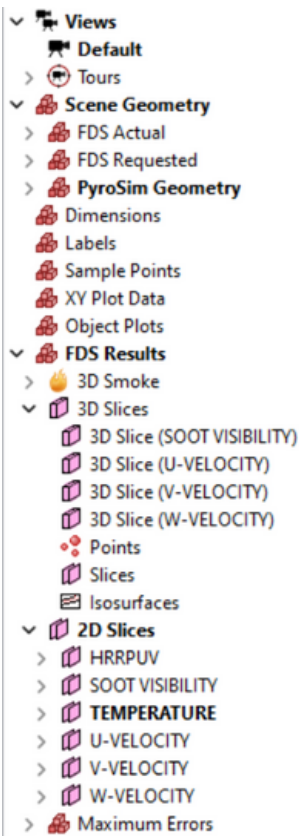 Views
Default
Tours
Scene Geometry
FDS Actual
FDS Requested
PyroSim Geometry
Dimensions
Labels
Sample Points
XY Plot Data
Object Plots
FDS Results
3D Smoke
3D Slices
3D Slice (SOOT VISIBILITY)
3D Slice (U-VELOCITY)
3D Slice (V-VELOCITY)
3D Slice (W-VELOCITY)
Points
Slices
Isosurfaces
2D Slices
HRRPUV
SOOT VISIBILITY
TEMPERATURE
U-VELOCITY
V-VELOCITY
W-VELOCITY
Maximum Errors